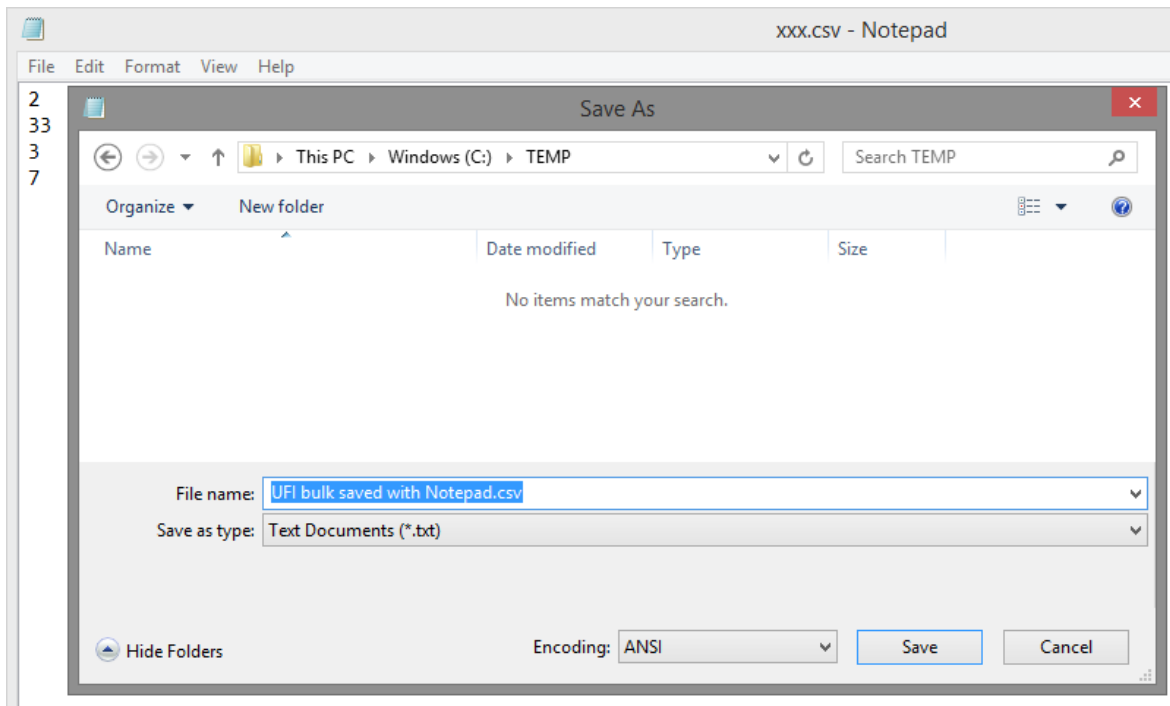 xxx.csv - Notepad
File Edit Format View Help
2
33
3
7
Save As
This PC Windows (C:) TEMP Search TEMP
Organize New folder
Name Date modified Type Size
No items match your search.
File name: UFI bulk saved with Notepad.csv
Save as type: Text Documents (*.txt)
Hide Folders Encoding: ANSI Save Cancel